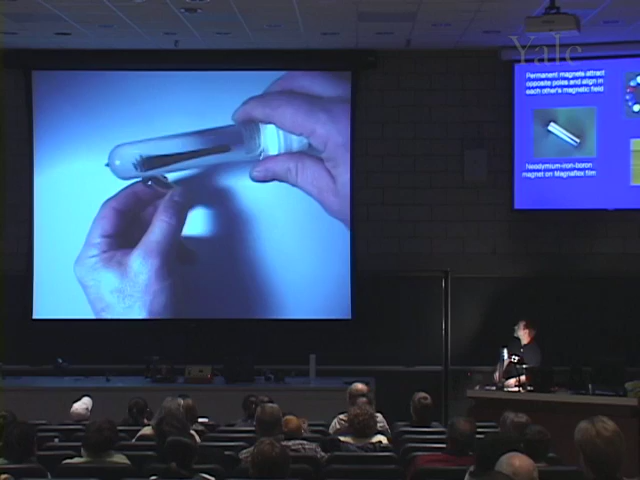 Yale
Permanent magnets attract
opposite poles and align in
each other's magnetic field
Neodymium-iron-boron
magnet on Magnaflex film